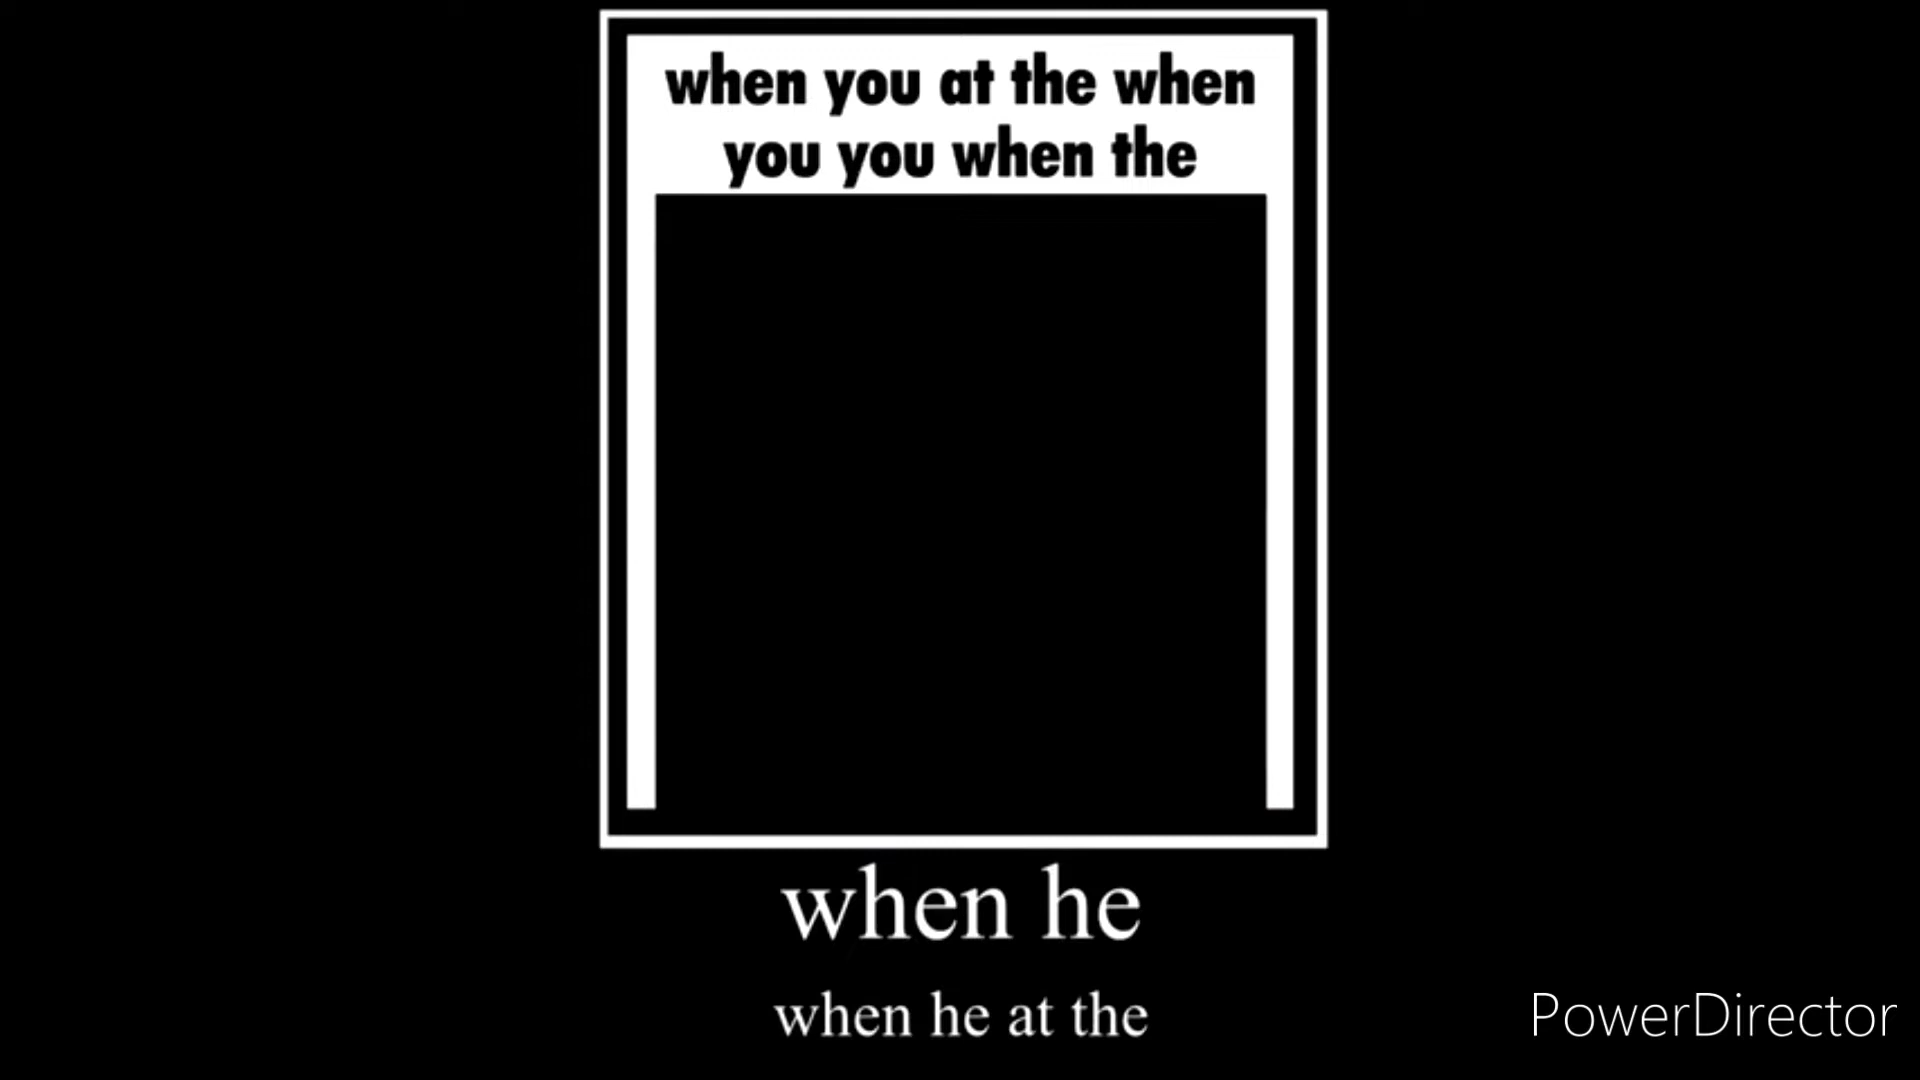 when you at the when
you you when the
when he
when he at the
PowerDirector